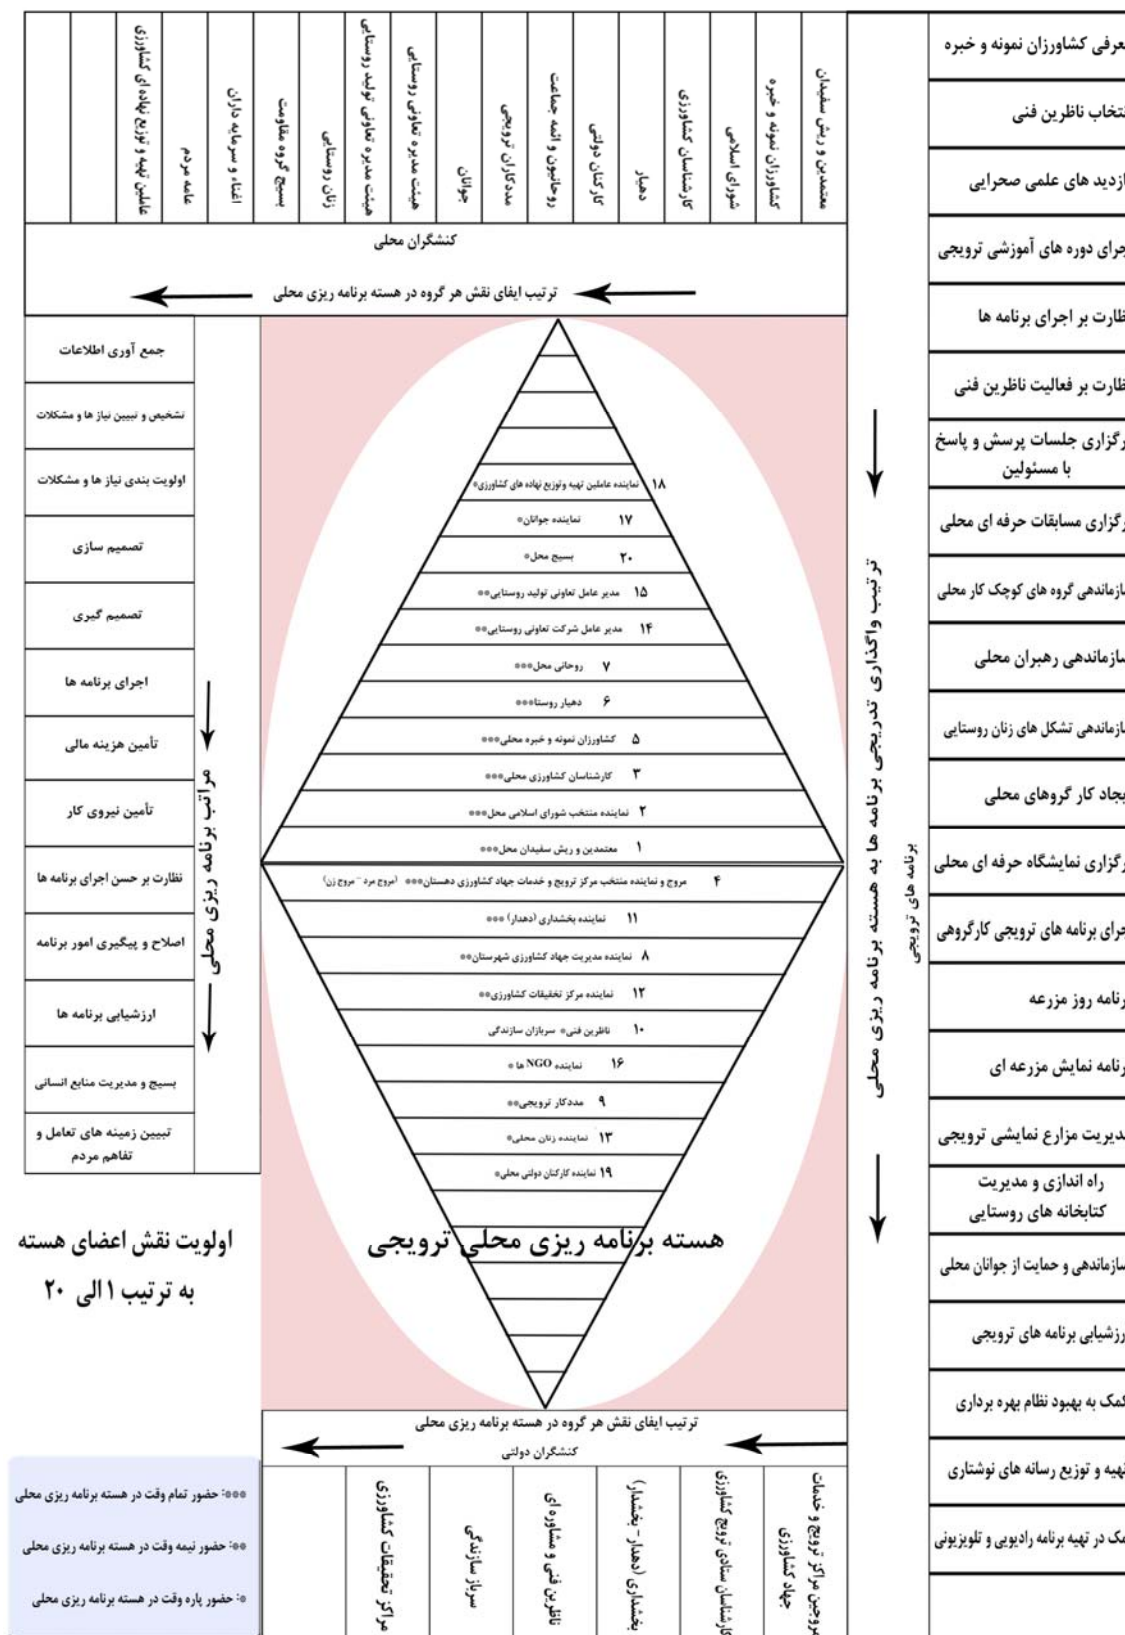 معتمدین و ریش سفیدان
کشاورزان نمونه و خبره
شورای اسلامی
کارشناسان کشاورزی
دهیار
کارکنان دولتی
روحانیون و ائمه جماعت
مددکاران ترویجی
جوانان
هیئت مدیره تعاونی روستایی
هیئت مدیره تعاونی تولید روستایی
زنان روستایی
بسیج گروه مقاومت
اغناء و سرمایه داران
عامه مردم
عاملین تهیه و توزیع نهاده ای کشاورزی
کنشگران محلی
ترتیب ایفای نقش هر گروه در هسته برنامه ریزی محلی
عرفی کشاورزان نمونه و خبره
نتخاب ناظرین فنی
ازدید های علمی صحرایی
جرای دوره های آموزشی ترویجی
ظارت بر اجرای برنامه ها
ظارت بر فعالیت ناظرین فنی
رگزاری جلسات پرسش و پاسخ
با مسئولین
رگزاری مسابقات حرفه ای محلی
ازماندهی گروه های کوچک کار محلی
سازماندهی رهبران محلی
ازماندهی تشکل های زنان روستایی
یجاد کار گروهای محلی
رگزاری نمایشگاه حرفه ای محلی
جرای برنامه های ترویجی کارگروهی
رنامه روز مزرعه
رنامه نمایش مزرعه ای
دیریت مزارع نمایشی ترویجی
راه اندازی و مدیریت
کتابخانه های روستایی
سازماندهی و حمایت از جوانان محلی
رزشیابی برنامه های ترویجی
کمک به بهبود نظام بهره برداری
تهیه و توزیع رسانه های نوشتاری
مک در تهیه برنامه رادیویی و تلویزیونی
برنامه های ترویجی
ترتیب واگذاری تدریجی برنامه ها به هسته برنامه ریزی محلی
۱۸ نماینده عاملین تهیه وتوزیع نهاده های کشاورزی*
۱۷ نماینده جوانان*
۲۰ بسیج محل*
۱۵ مدیر عامل تعاونی تولید روستایی**
۱۴ مدیر عامل شرکت تعاونی روستایی**
۷ روحانی محل***
۶ دهیار روستا***
۵ کشاورزان نمونه و خبره محلی***
۳ کارشناسان کشاورزی محلی***
۲ نماینده منتخب شورای اسلامی محل***
۱ معتمدین و ریش سفیدان محل***
۴ مروج و نماینده منتخب مرکز ترویج و خدمات جهاد کشاورزی دهستان*** (مروج مرد - مروج زن)
۱۱ نماینده بخشداری (دهدار) ***
۸ نماینده مدیریت جهاد کشاورزی شهرستان**
۱۲ نماینده مرکز تحقیقات کشاورزی**
۱۰ ناظرین فنی* سربازان سازندگی
۱۶ نماینده NGO ها *
۹ مددکار ترویجی**
۱۳ نماینده زنان محلی*
۱۹ نماینده کارکنان دولتی محلی*
هسته برنامه ریزی محلی ترویجی
مراتب برنامه ریزی محلی
جمع آوری اطلاعات
تشخیص و تبیین نیاز ها و مشکلات
اولویت بندی نیاز ها و مشکلات
تصمیم سازی
تصمیم گیری
اجرای برنامه ها
تأمین هزینه مالی
تأمین نیروی کار
نظارت بر حسن اجرای برنامه ها
اصلاح و پیگیری امور برنامه
ارزشیابی برنامه ها
بسیج و مدیریت منابع انسانی
تبیین زمینه های تعامل و
تفاهم مردم
اولویت نقش اعضای هسته
به ترتیب ۱ الی ۲۰
ترتیب ایفای نقش هر گروه در هسته برنامه ریزی محلی
کنشگران دولتی
مروجین مراکز ترویج و خدمات
جهاد کشاورزی
کارشناسان ستادی ترویج کشاورزی
بخشداری (دهدار - بخشدار)
ناظرین فنی و مشاوره ای
سرباز سازندگی
مراکز تحقیقات کشاورزی
***: حضور تمام وقت در هسته برنامه ریزی محلی
**: حضور نیمه وقت در هسته برنامه ریزی محلی
*: حضور پاره وقت در هسته برنامه ریزی محلی